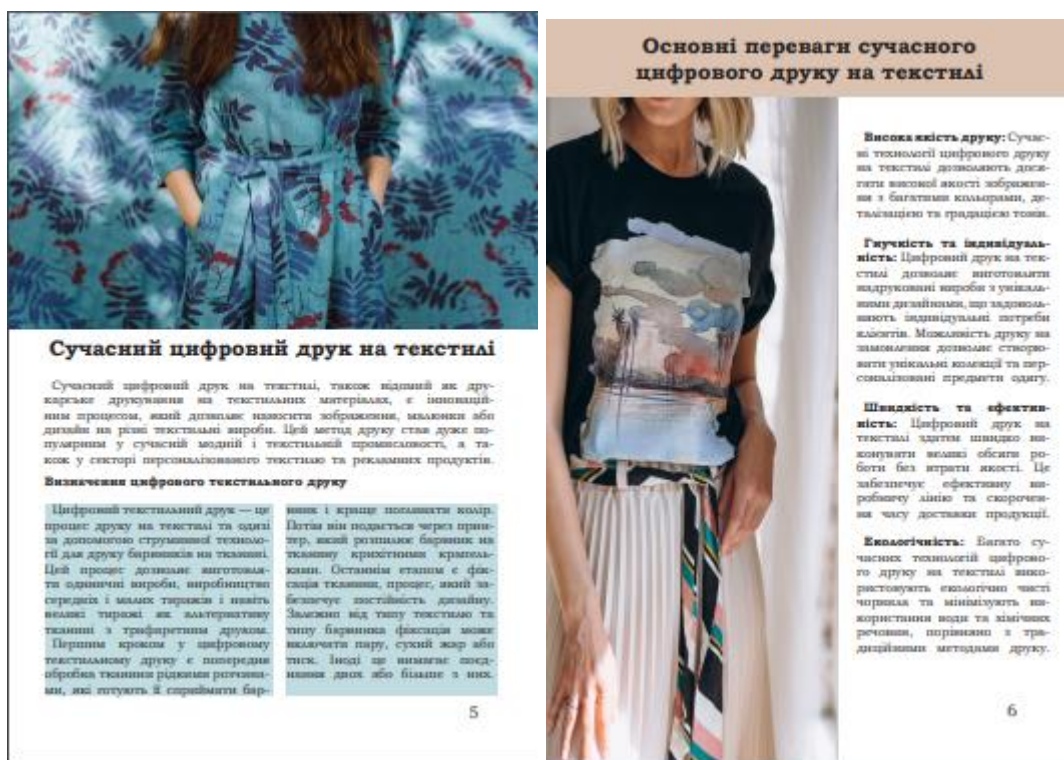 Сучасний цифровий друк на текстилі
Сучасний цифровий друк на текстилі, також відомий як дру-
карське друкування на текстильних матеріалах, є інновацій-
ним процесом, який дозволяє наносити зображення, малюнки або
дизайн на різні текстильні вироби. Цей метод друку став дуже по-
пулярним у сучасній модній і текстильній промисловості, а та-
кож у секторі персоналізованого текстилю та рекламних продуктів.
Визначення цифрового текстильного друку
Цифровий текстильний друк — це
процес друку на текстилі та одязі
за допомогою струминної техноло-
гії для друку барвників на тканині.
Цей процес дозволяє виготовля-
ти одиничні вироби, виробництво
середніх і малих тиражів і навіть
великі тиражі як альтернативу
тканині з трафаретним друком.
Першим кроком у цифровому
текстильному друку є попередня
обробка тканини рідкими розчина-
ми, які готують її сприймати бар-
вник і краще поглинати колір.
Потім він подається через прин-
тер, який розпилює барвник на
тканину крихітними крапель-
ками. Останнім етапом є фік-
сація тканини, процес, який за-
безпечує постійність дизайну.
Залежно від типу текстилю та
типу барвника фіксація може
включати пару, сухий жар або
тиск. Іноді це вимагає поєд-
нання двох або більше з них.
5
Основні переваги сучасного
цифрового друку на текстилі
Висока якість друку: Сучас-
ні технології цифрового друку
на текстилі дозволяють дося-
гати високої якості зображен-
ня з багатими кольорами, де-
талізацією та градацією тонів.
Гнучкість та індивідуаль-
ність: Цифровий друк на тек-
стилі дозволяє виготовляти
надруковані вироби з унікаль-
ними дизайнами, що задоволь-
няють індивідуальні потреби
клієнтів. Можливість друку на
замовлення дозволяє створю-
вати унікальні колекції та пер-
соналізовані предмети одягу.
Швидкість та ефектив-
ність: Цифровий друк на
текстилі здатен швидко ви-
конувати великі обсяги ро-
боти без втрати якості. Це
забезпечує ефективну ви-
робничу лінію та скорочен-
ня часу доставки продукції.
Екологічність: Багато су-
часних технологій цифрово-
го друку на текстилі вико-
ристовують екологічно чисті
чорнила та мінімізують ви-
користання води та хімічних
речовин, порівняно з тра-
диційними методами друку.
6